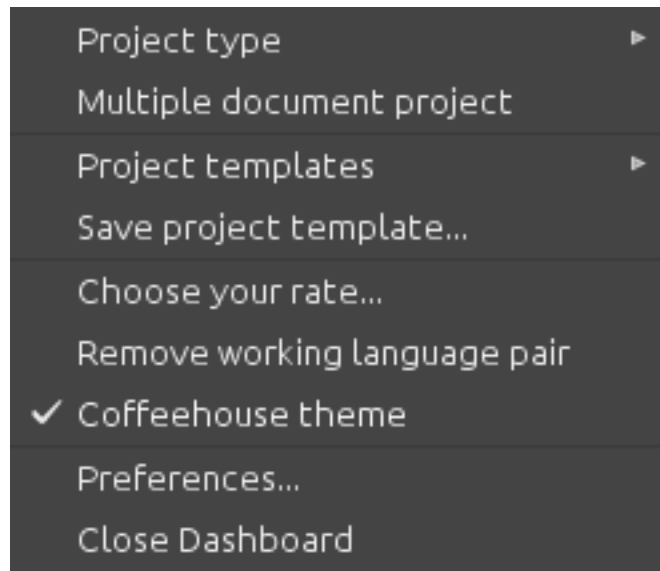 Project type
Multiple document project
Project templates
Save project template...
Choose your rate...
Remove working language pair
Coffeehouse theme
Preferences...
Close Dashboard